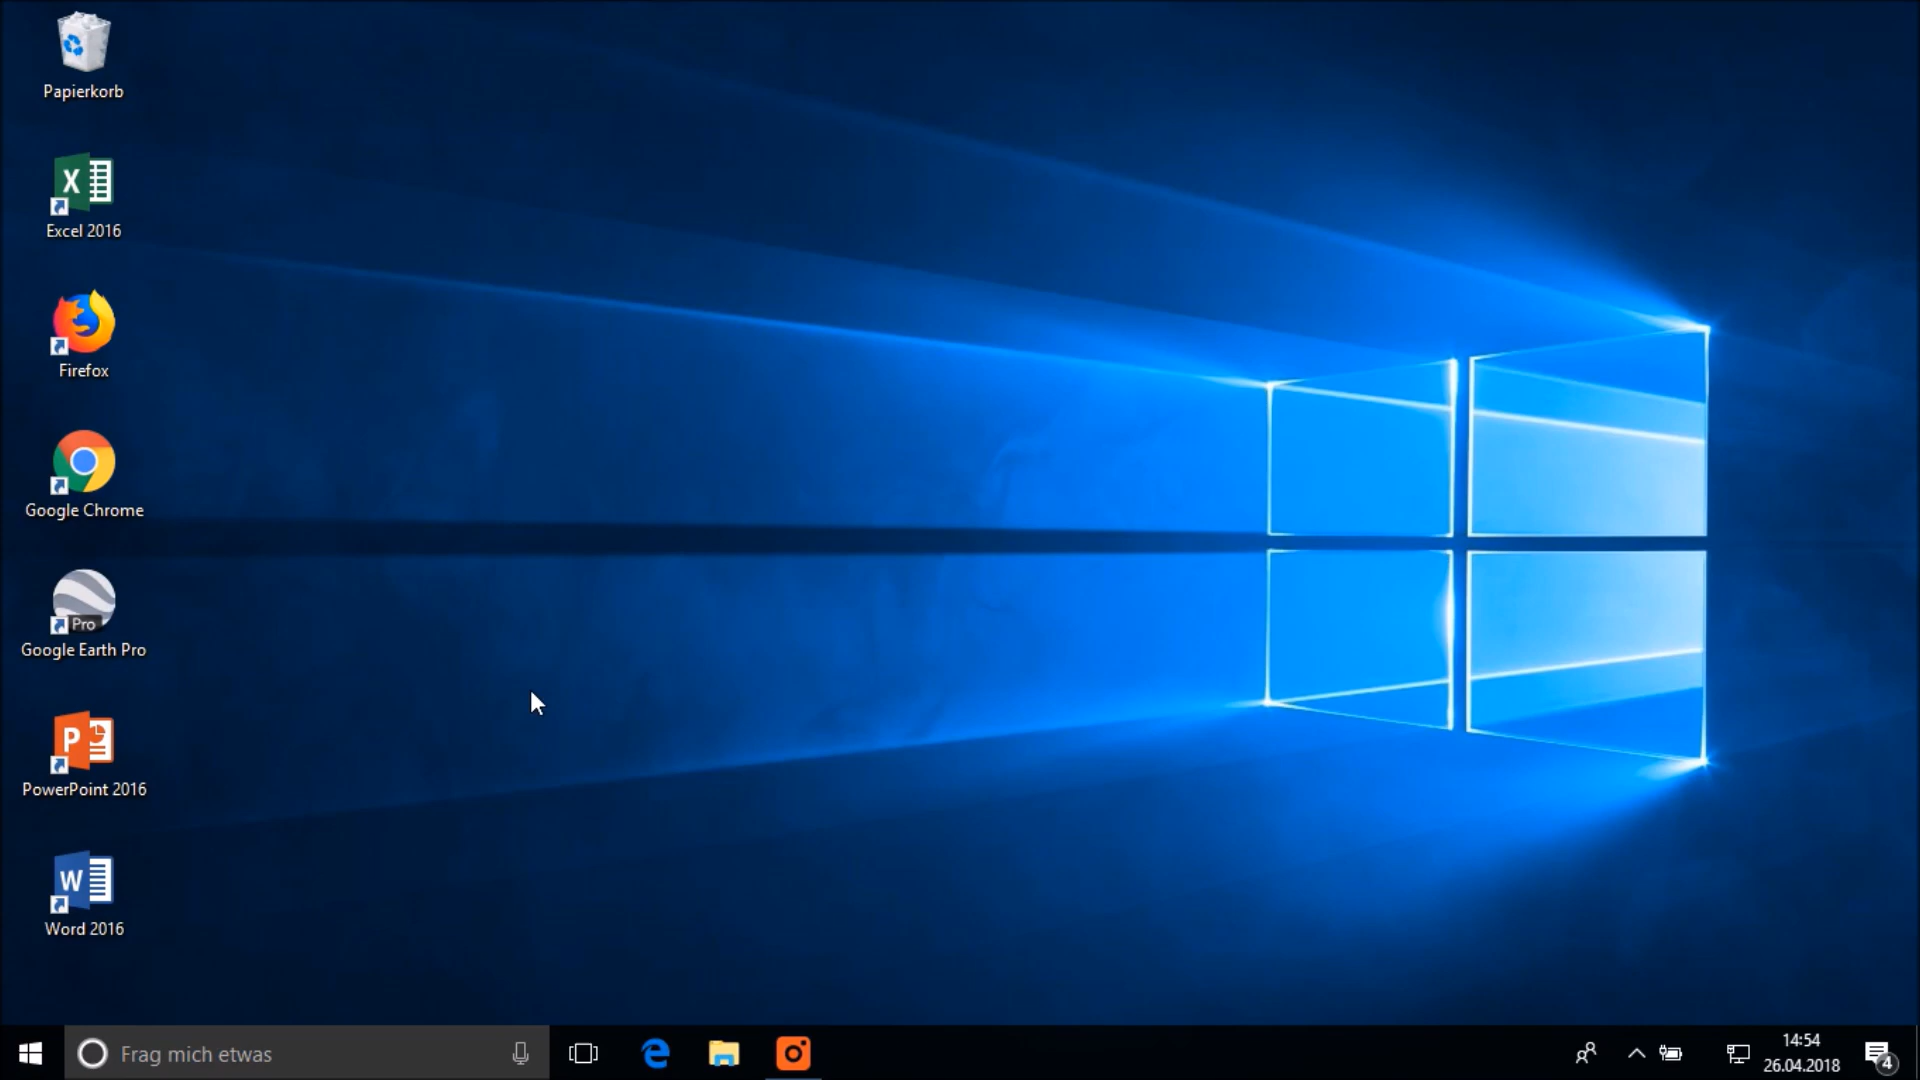 Papierkorb
X
Excel 2016
Firefox
Google Chrome
Pro
Google Earth Pro
P
PowerPoint 2016
W
Word 2016
Frag mich etwas
14:54
26.04.2018
4